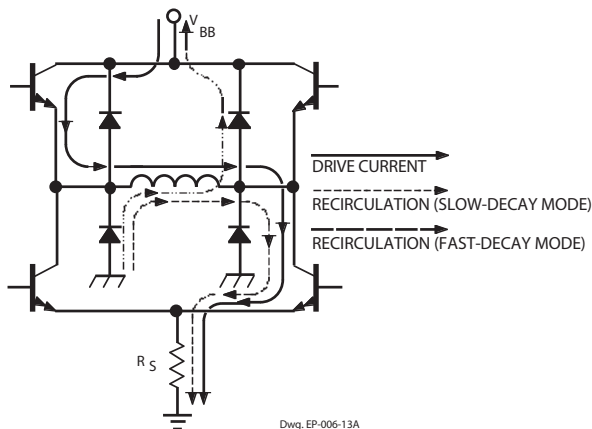 V
BB
DRIVE CURRENT
RECIRCULATION (SLOW-DECAY MODE)
RECIRCULATION (FAST-DECAY MODE)
R S
Dwg. EP-006-13A